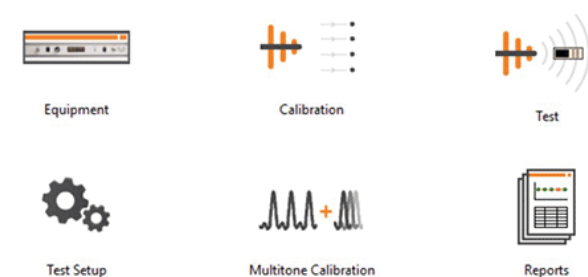 Equipment
Calibration
Test
Test Setup
Multitone Calibration
Reports